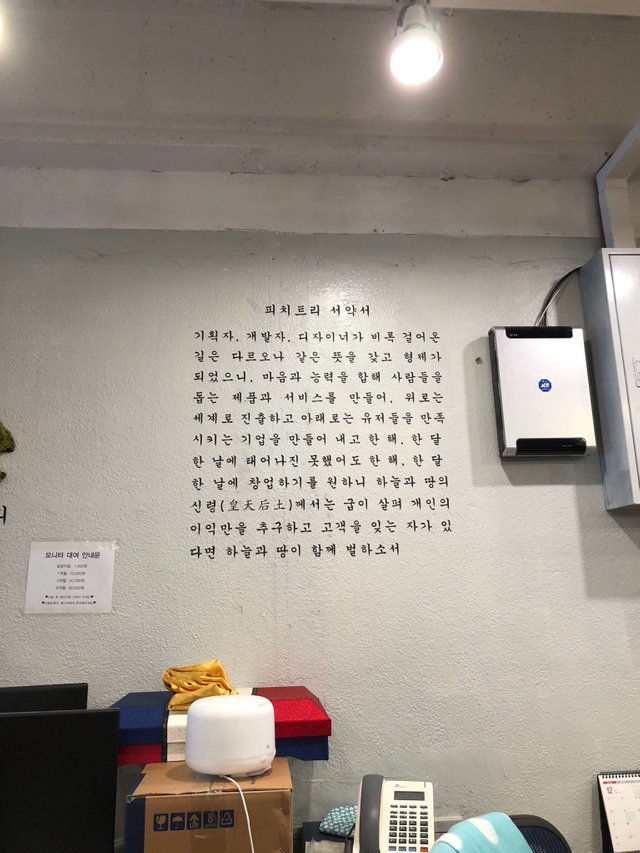 피치트리 서약서
기획자, 개발자, 디자이너가 비록 걸어온
길은 다르오나 같은 뜻을 갖고 형제가
되었으니, 마음과 능력을 합해 사람들을
돕는 제품과 서비스를 만들어, 위로는
세계로 진출하고 아래로는 유저들을 만족
시키는 기업을 만들어 내고 한 해, 한 달
한 날에 태어나진 못했어도 한 해, 한 달
한 날에 창업하기를 원하니 하늘과 땅의
신령(皇天后土)께서는 굽이 살펴 개인의
이익만을 추구하고 고객을 잊는 자가 있
다면 하늘과 땅이 함께 벌하소서
ADT
모니터 대여 안내문
12